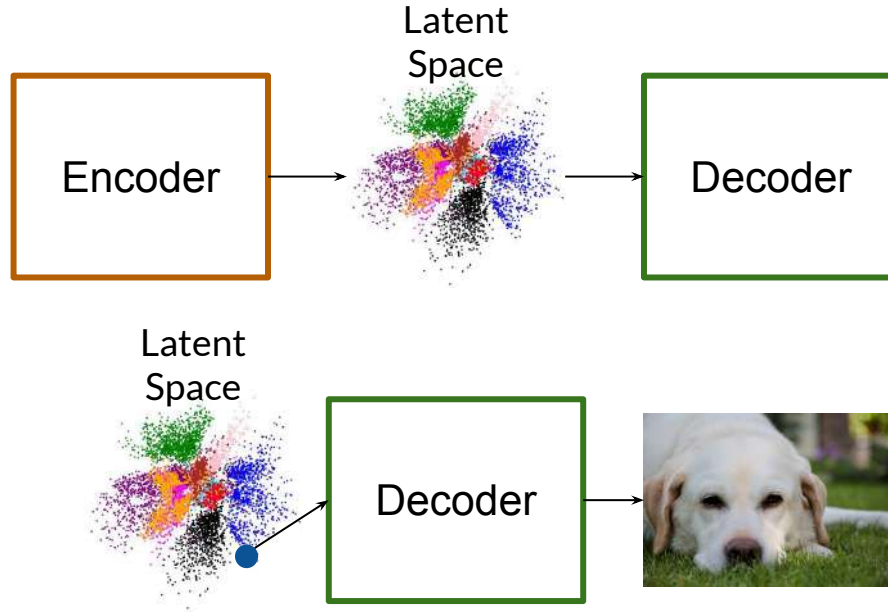 Latent
Space
Encoder
Decoder
Latent
Space
Decoder